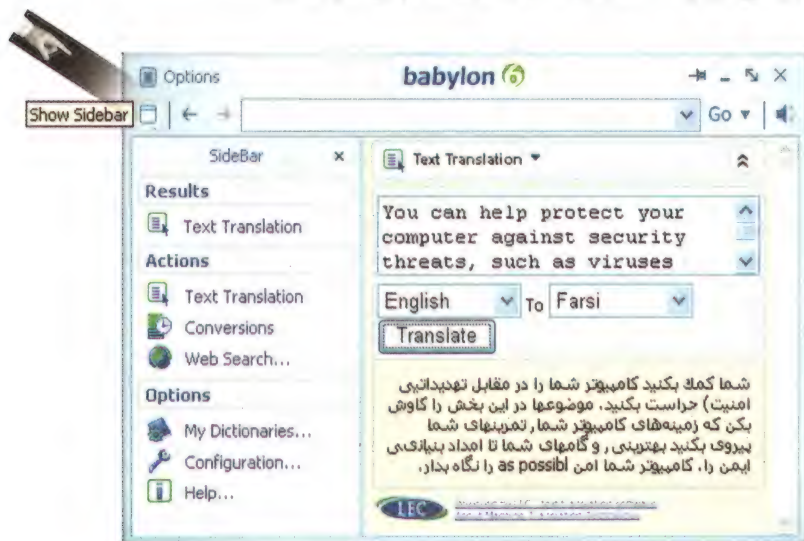 Options
babylon 6
Show Sidebar
Go
SideBar
Results
Text Translation
Actions
Text Translation
Conversions
Web Search...
Options
My Dictionaries...
Configuration...
Help...
Text Translation
You can help protect your
computer against security
threats, such as viruses
English To Farsi
Translate
شما کمك بکنید کامپیوتر شما را در مقابل تهدیداتیی
امنیت) حراست بکنید. موضوعها در این بخش را کاوش
بکن که زمینه‌های کامپیوتر شما, تمرینهای شما
پیروی بکنید بهترینی, و گامهای شما تا امداد بنیانگی
ایمن را. کامپیوتر شما امن as possibl را نگاه بدار.
LEC